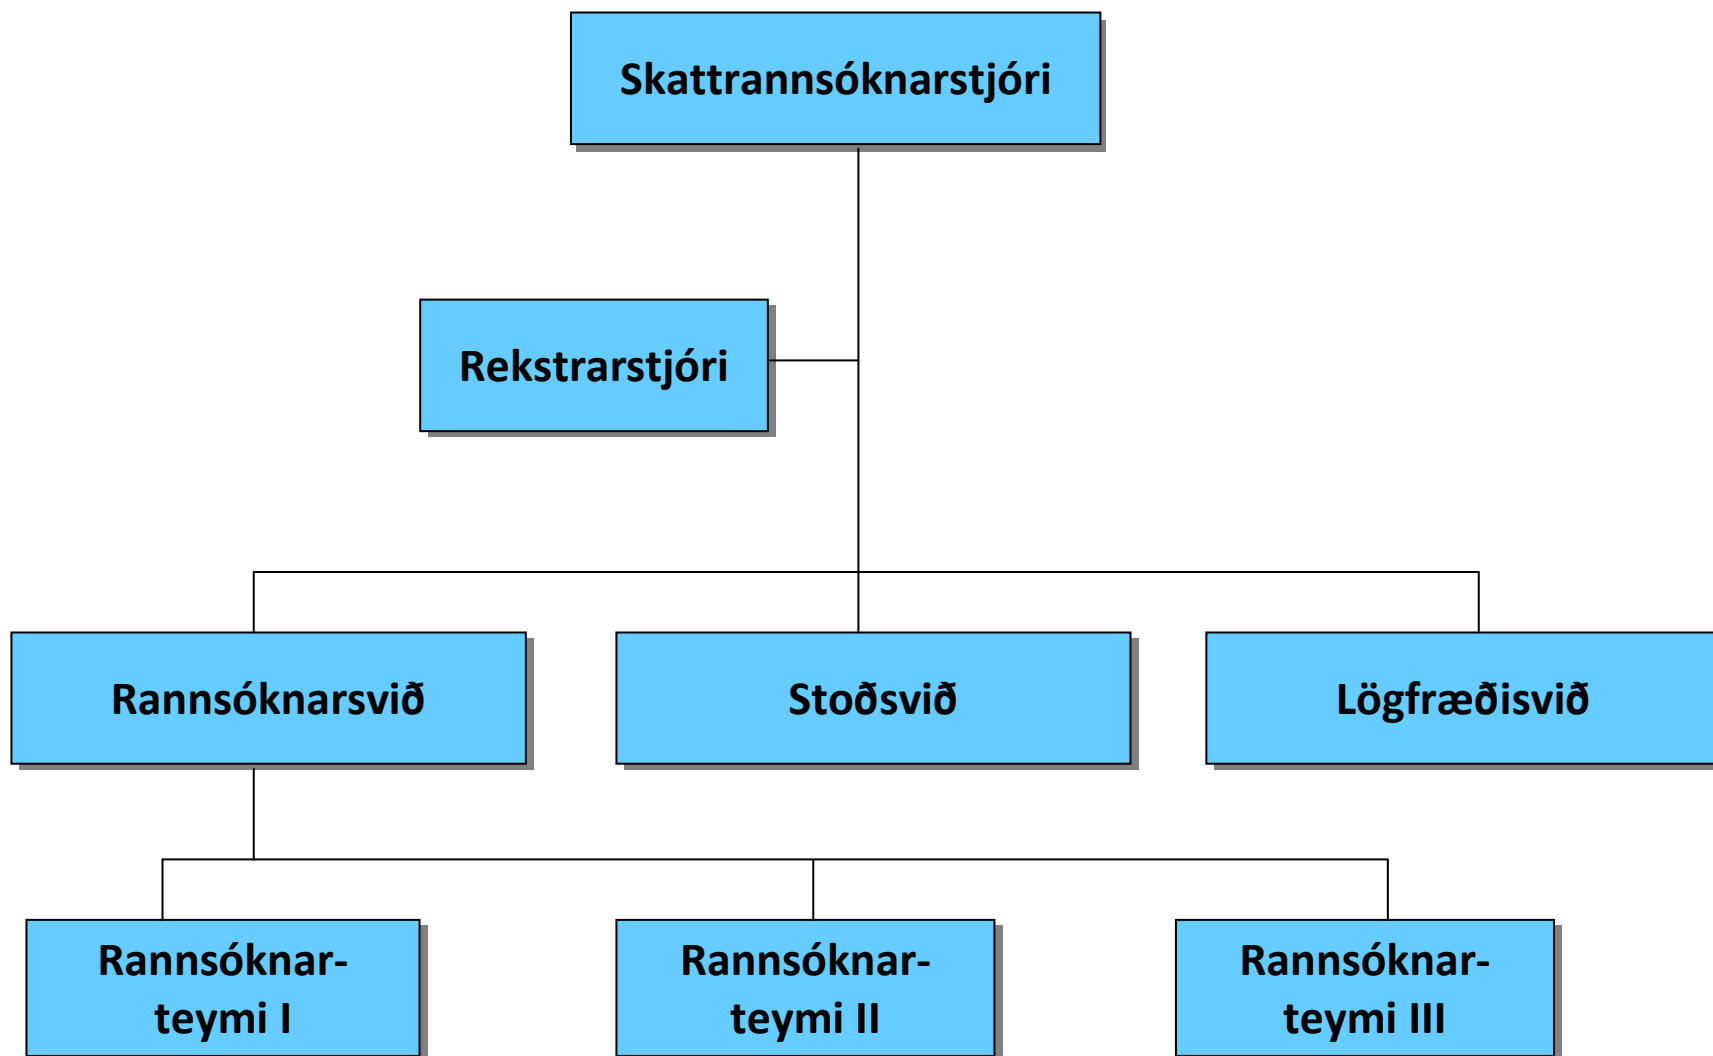 Skattrannsóknarstjóri
Rekstrarstjóri
Rannsóknarsvið
Stoðsvið
Lögfræðisvið
Rannsóknar-
teymi I
Rannsóknar-
teymi II
Rannsóknar-
teymi III